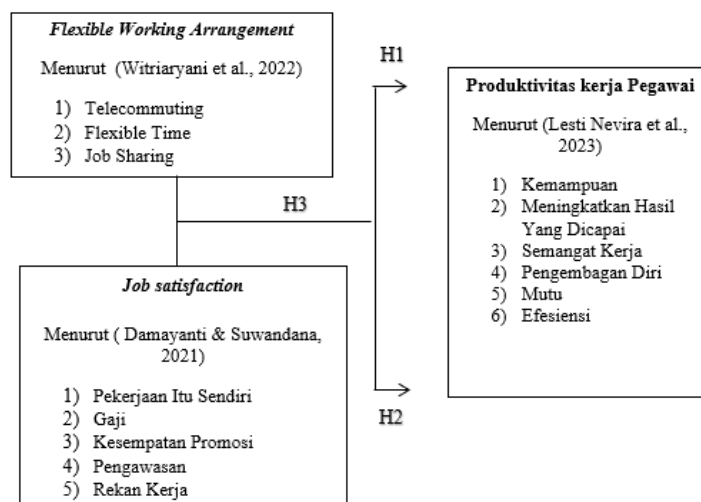 Flexible Working Arrangement
Menurut (Witriaryani et al., 2022)
1) Telecommuting
2) Flexible Time
3) Job Sharing
H1
H3
H2
Job satisfaction
Menurut ( Damayanti & Suwandana,
2021)
1) Pekerjaan Itu Sendiri
2) Gaji
3) Kesempatan Promosi
4) Pengawasan
5) Rekan Kerja
Produktivitas kerja Pegawai
Menurut (Lesti Nevira et al.,
2023)
1) Kemampuan
2) Meningkatkan Hasil
Yang Dicapai
3) Semangat Kerja
4) Pengembagan Diri
5) Mutu
6) Efesiensi